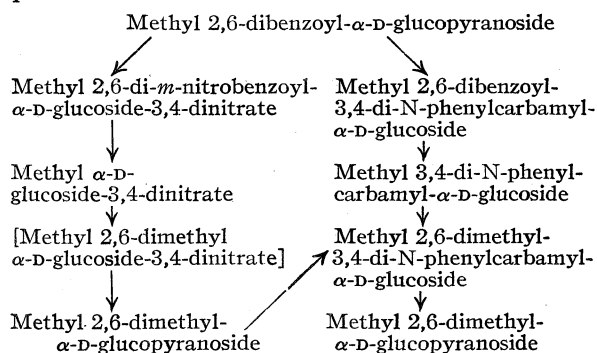 Methyl 2,6-dibenzoyl-α-D-glucopyranoside
Methyl 2,6-di-m-nitrobenzoyl-
α-D-glucoside-3,4-dinitrate
Methyl α-D-
glucoside-3,4-dinitrate
[Methyl 2,6-dimethyl
α-D-glucoside-3,4-dinitrate]
Methyl 2,6-dimethyl-
α-D-glucopyranoside
Methyl 2,6-dibenzoyl-
3,4-di-N-phenylcarbamyl-
α-D-glucoside
Methyl 3,4-di-N-phenyl-
carbamyl-α-D-glucoside
Methyl 2,6-dimethyl-
3,4-di-N-phenylcarbamyl-
α-D-glucoside
Methyl 2,6-dimethyl-
α-D-glucopyranoside